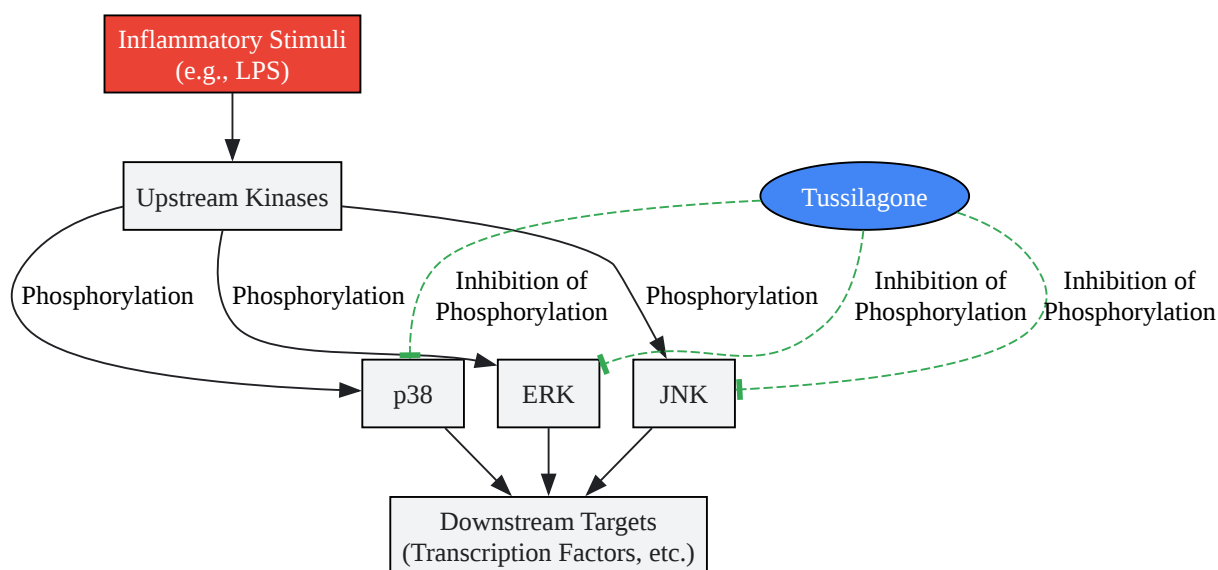 Inflammatory Stimuli
(e.g., LPS)
Upstream Kinases
Tussilagone
Phosphorylation
Phosphorylation
Inhibition of
Phosphorylation
Phosphorylation
Inhibition of
Phosphorylation
Inhibition of
Phosphorylation
p38
ERK
JNK
Downstream Targets
(Transcription Factors, etc.)